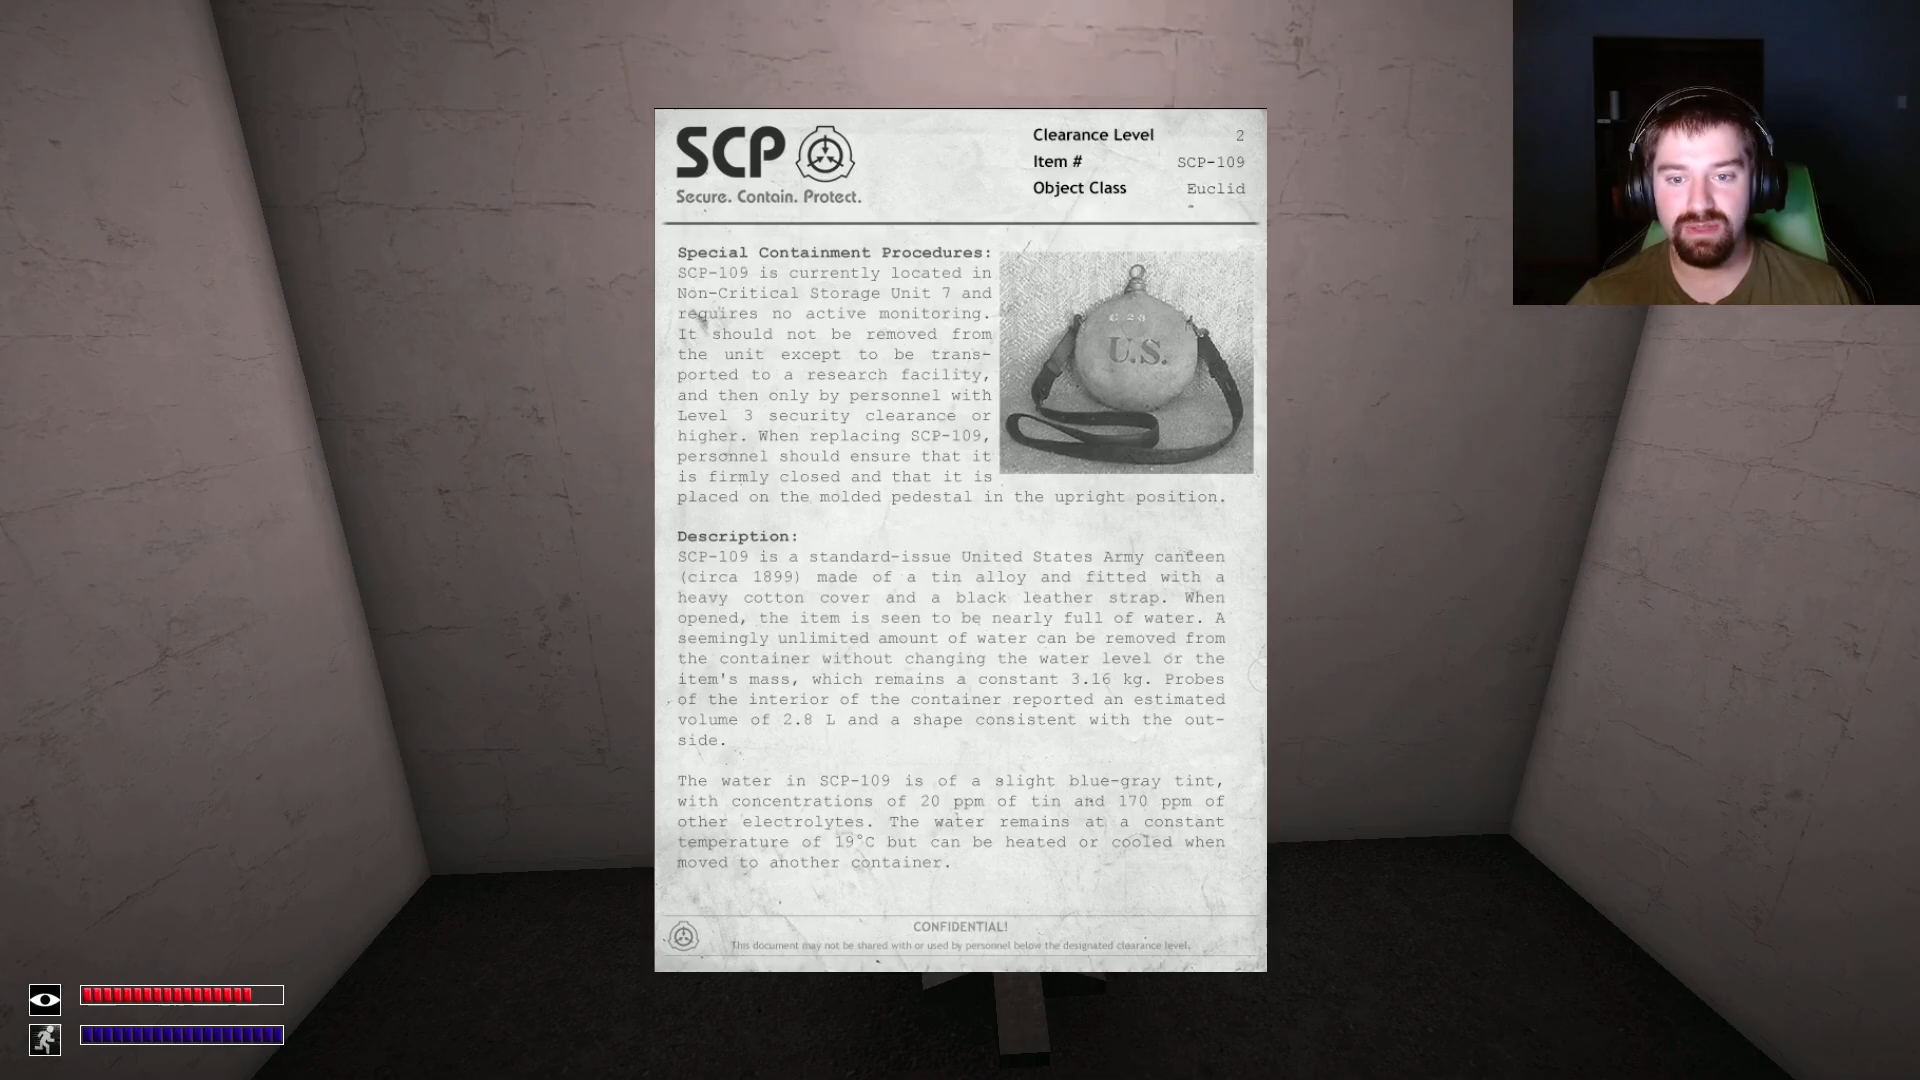 SCP
Secure. Contain. Protect.
Clearance Level 2
Item # SCP-109
Object Class Euclid
Special Containment Procedures:
SCP-109 is currently located in
Non-Critical Storage Unit 7 and
requires no active monitoring.
It should not be removed from
the unit except to be trans-
ported to a research facility,
and then only by personnel with
Level 3 security clearance or
higher. When replacing SCP-109,
personnel should ensure that it
is firmly closed and that it is
placed on the molded pedestal in the upright position.
U.S.
Description:
SCP-109 is a standard-issue United States Army canteen
(circa 1899) made of a tin alloy and fitted with a
heavy cotton cover and a black leather strap. When
opened, the item is seen to be nearly full of water. A
seemingly unlimited amount of water can be removed from
the container without changing the water level or the
item's mass, which remains a constant 3.16 kg. Probes
of the interior of the container reported an estimated
volume of 2.8 L and a shape consistent with the out-
side.
The water in SCP-109 is of a slight blue-gray tint,
with concentrations of 20 ppm of tin and 170 ppm of
other electrolytes. The water remains at a constant
temperature of 19°C but can be heated or cooled when
moved to another container.
CONFIDENTIAL!
This document may not be shared with or used by personnel below the designated clearance level.